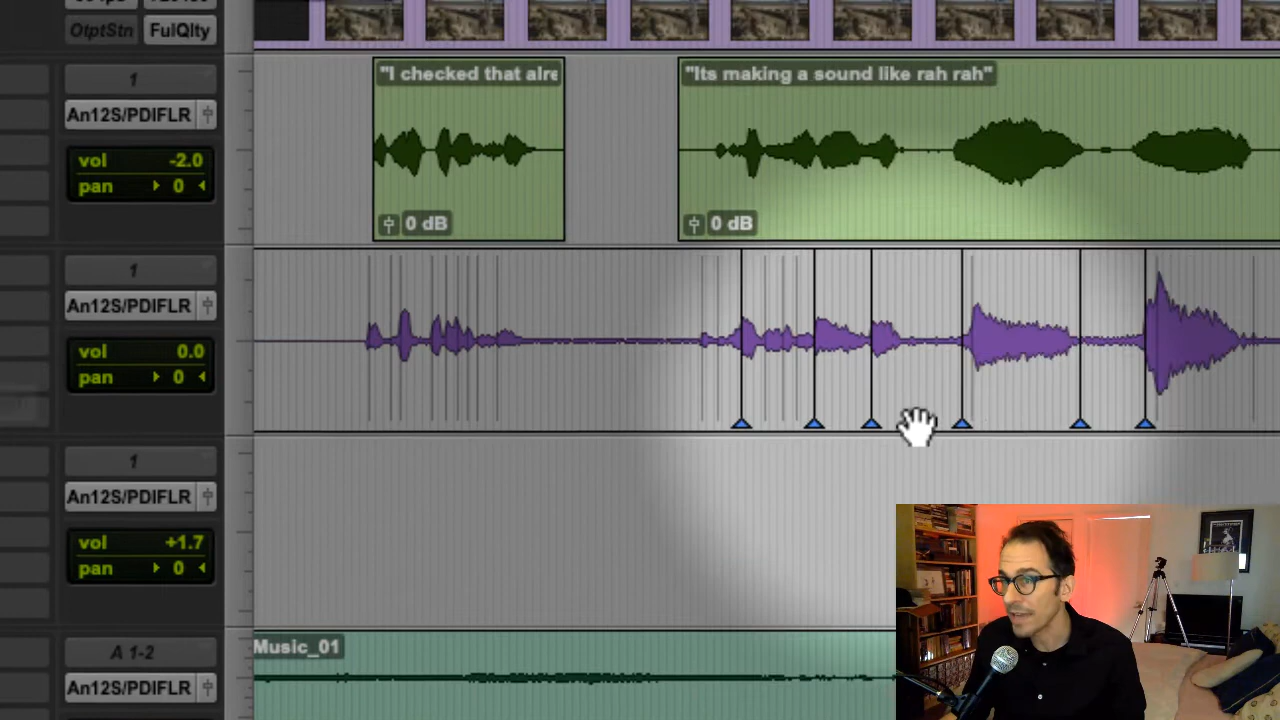 OtptStn FulQlty
1
An12S/PDIFLR
vol -2.0
pan 0
"I checked that alre
0 dB
"Its making a sound like rah rah"
0 dB
1
An12S/PDIFLR
vol 0.0
pan 0
1
An12S/PDIFLR
vol +1.7
pan 0
A 1-2
An12S/PDIFLR
Music_01